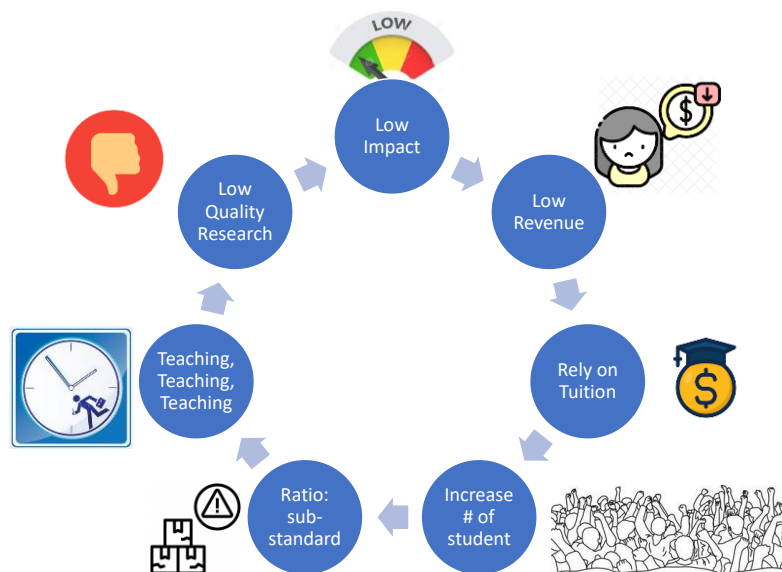 LOW
Low
Impact
Low
Revenue
Rely on
Tuition
Increase
# of
student
Ratio:
sub-
standard
Teaching,
Teaching,
Teaching
Low
Quality
Research
$
$